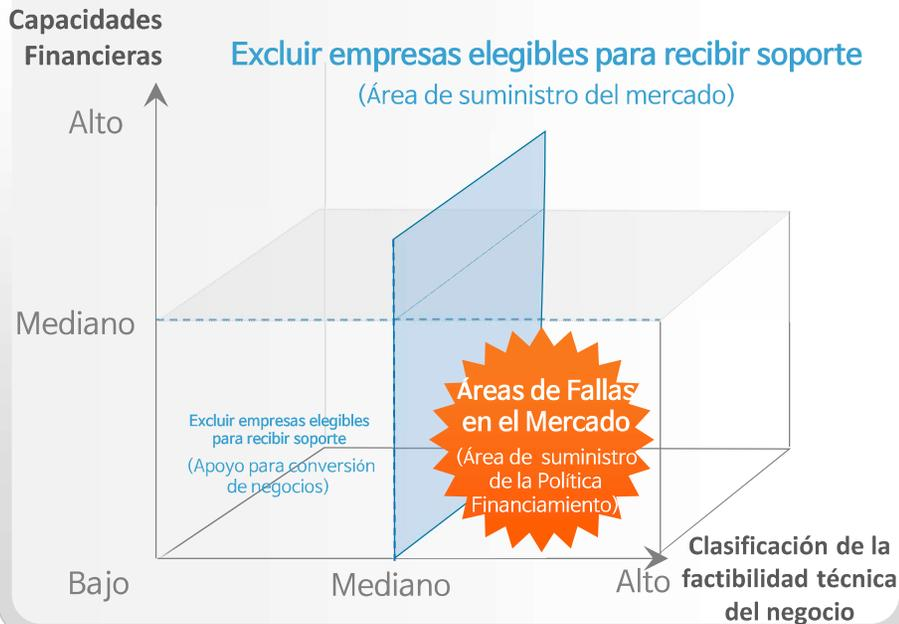 Capacidades
Financieras
Excluir empresas elegibles para recibir soporte
(Área de suministro del mercado)
Alto
Mediano
Excluir empresas elegibles
para recibir soporte
(Apoyo para conversión
de negocios)
Áreas de Fallas
en el Mercado
(Área de suministro
de la Política
Financiamiento)
Bajo
Mediano
Alto
Clasificación de la
factibilidad técnica
del negocio